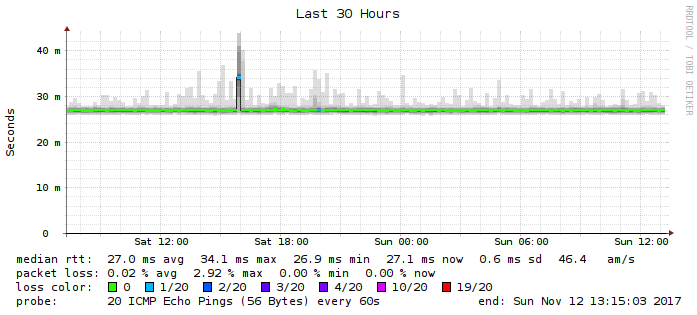 Last 30 Hours
RRDTOOL / TOBI OETIKER
Seconds
40 m
30 m
20 m
10 m
0
Sat 12:00 Sat 18:00 Sun 00:00 Sun 06:00 Sun 12:00
median rtt: 27.0 ms avg 34.1 ms max 26.9 ms min 27.1 ms now 0.6 ms sd 46.4 am/s
packet loss: 0.02 % avg 2.92 % max 0.00 % min 0.00 % now
loss color: 0 1/20 2/20 3/20 4/20 10/20 19/20
probe: 20 ICMP Echo Pings (56 Bytes) every 60s end: Sun Nov 12 13:15:03 2017